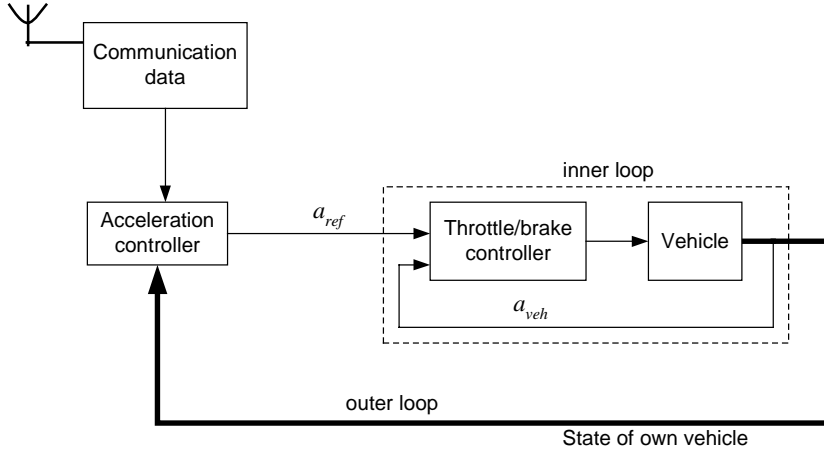 Communication
data
inner loop
Acceleration
controller
a_ref
Throttle/brake
controller
Vehicle
a_veh
outer loop
State of own vehicle